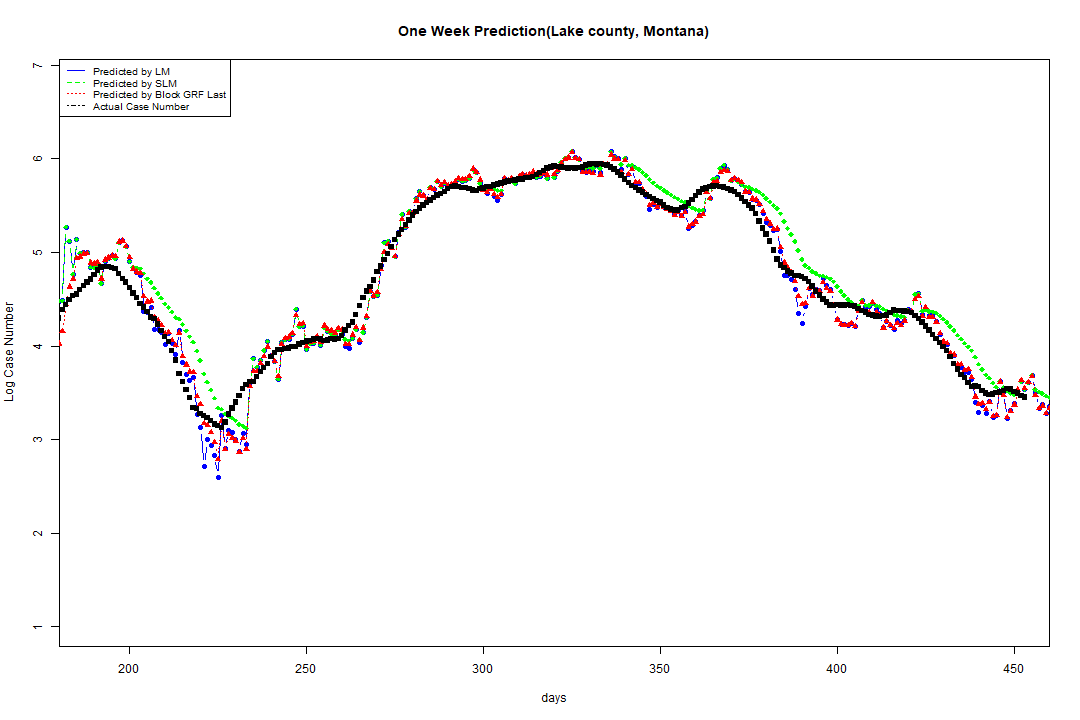 One Week Prediction(Lake county, Montana)
Predicted by LM
Predicted by SLM
Predicted by Block GRF Last
Actual Case Number
Log Case Number
7
6
5
4
3
2
1
200 250 300 350 400 450
days